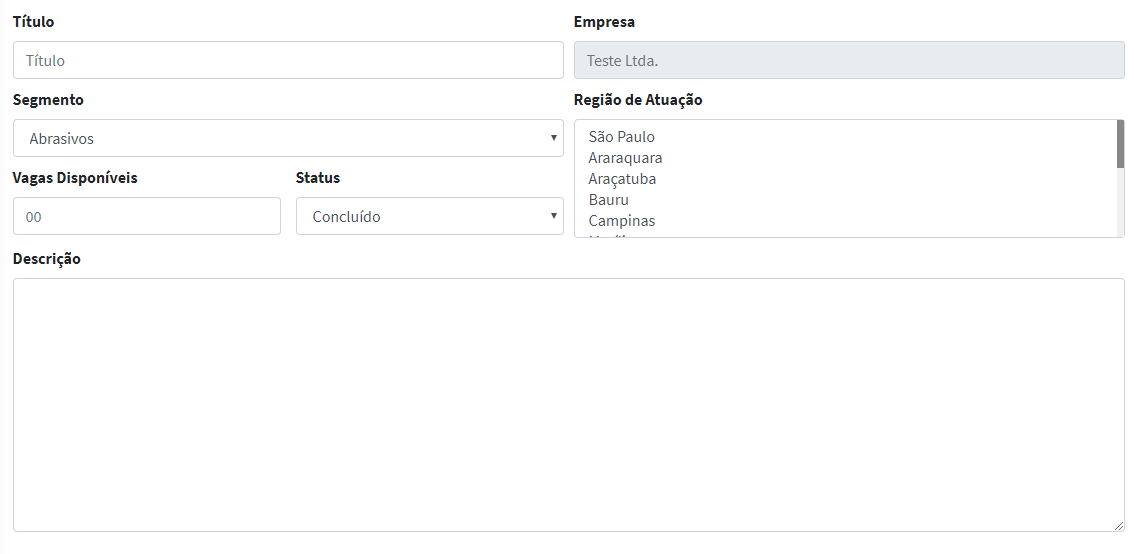 Título
Empresa
Título
Teste Ltda.
Segmento
Região de Atuação
Abrasivos
São Paulo
Araraquara
Araçatuba
Bauru
Campinas
Vagas Disponíveis
Status
00
Concluído
Descrição